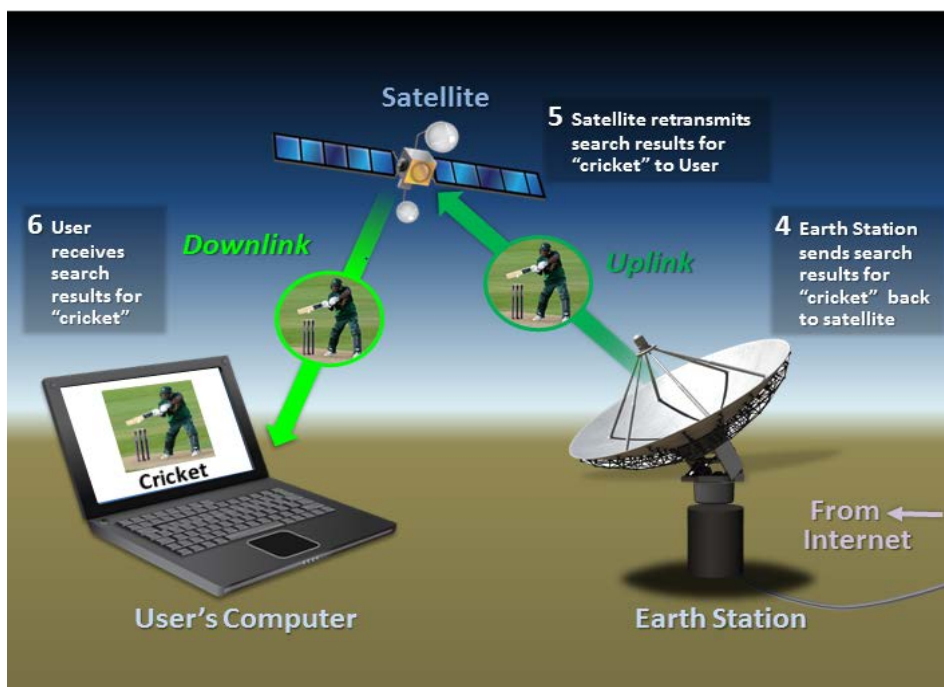 Satellite
5 Satellite retransmits
search results for
“cricket” to User
6 User
receives
search
results for
“cricket”
Downlink
Uplink
4 Earth Station
sends search
results for
“cricket” back
to satellite
Cricket
From
Internet
User’s Computer
Earth Station